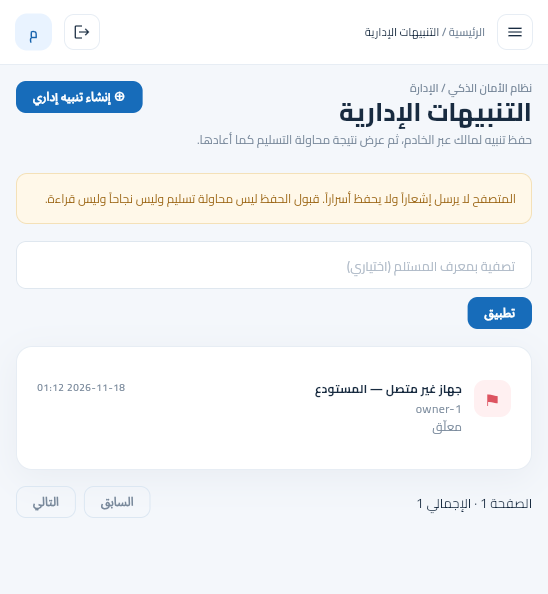 الرئيسية / التنبيهات الإدارية
م
نظام الأمان الذكي / الإدارة
التنبيهات الإدارية
حفظ تنبيه لمالك عبر الخادم، ثم عرض نتيجة محاولة التسليم كما أعادها.
⊕ إنشاء تنبيه إداري
المتصفح لا يرسل إشعاراً ولا يحفظ أسراراً. قبول الحفظ ليس محاولة تسليم وليس نجاحاً وليس قراءة.
تصفية بمعرف المستلم (اختياري)
تطبيق
جهاز غير متصل — المستودع
2026-11-18 01:12
owner-1
معلّق
الصفحة 1 · الإجمالي 1
السابق
التالي